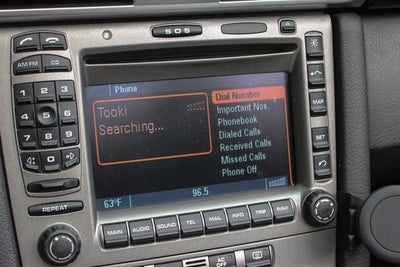 SOS
AM FM
CD
1
2
3
4
5
6
7
8
9
0
#
REPEAT
Phone
Tooki
Searching...
Dial Number
Important Nos.
Phonebook
Dialed Calls
Received Calls
Missed Calls
Phone Off
63°F
96.5
MAP
SET
MAIN
AUDIO
SOUND
TEL
MAIL
INFO
TRIP
NAVI
AC OFF